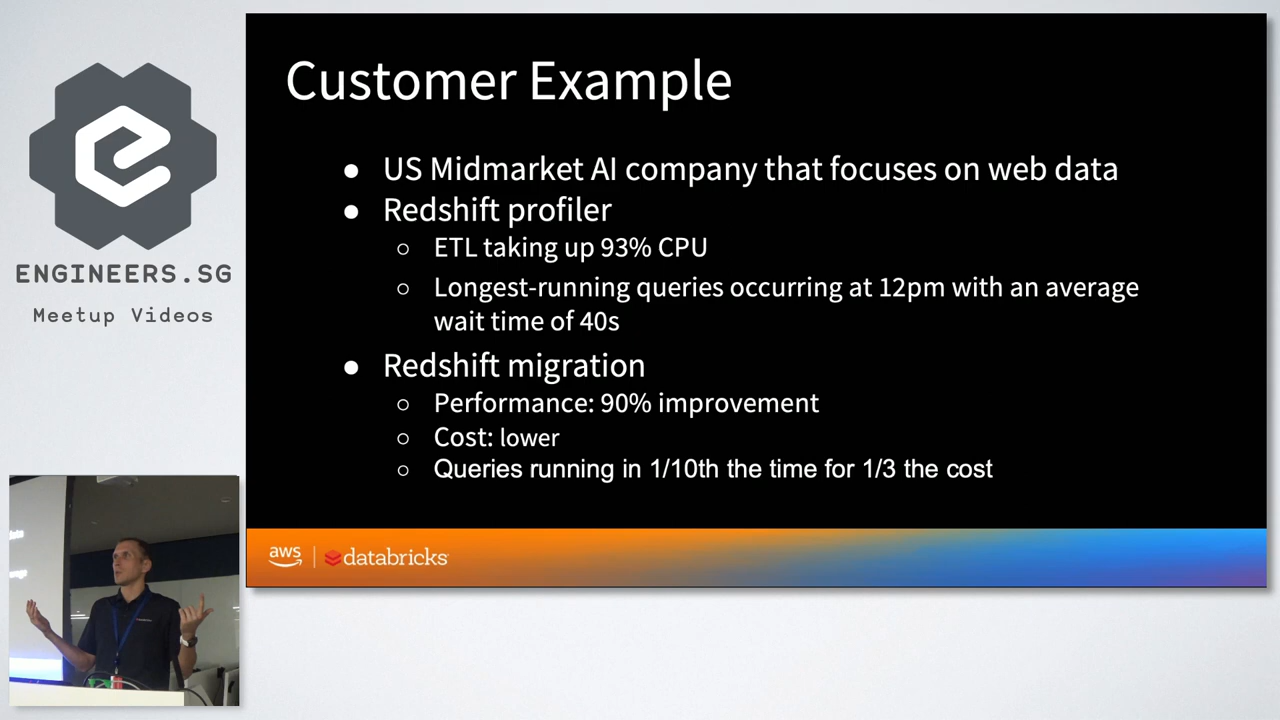 Customer Example
● US Midmarket AI company that focuses on web data
● Redshift profiler
○ ETL taking up 93% CPU
○ Longest-running queries occurring at 12pm with an average
wait time of 40s
● Redshift migration
○ Performance: 90% improvement
○ Cost: lower
○ Queries running in 1/10th the time for 1/3 the cost
aws | databricks
ENGINEERS.SG
Meetup Videos